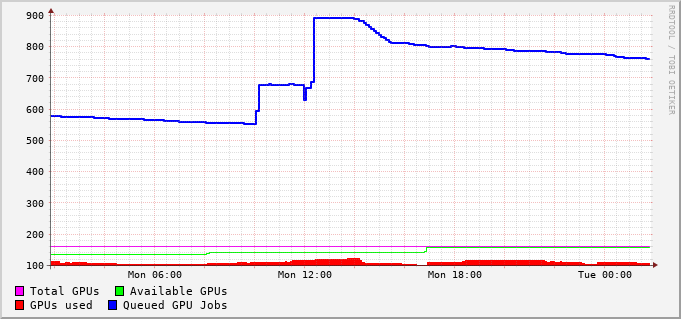 900
800
700
600
500
400
300
200
100
Mon 06:00 Mon 12:00 Mon 18:00 Tue 00:00
Total GPUs Available GPUs
GPUs used Queued GPU Jobs
RRDTOOL / TOBI OETIKER